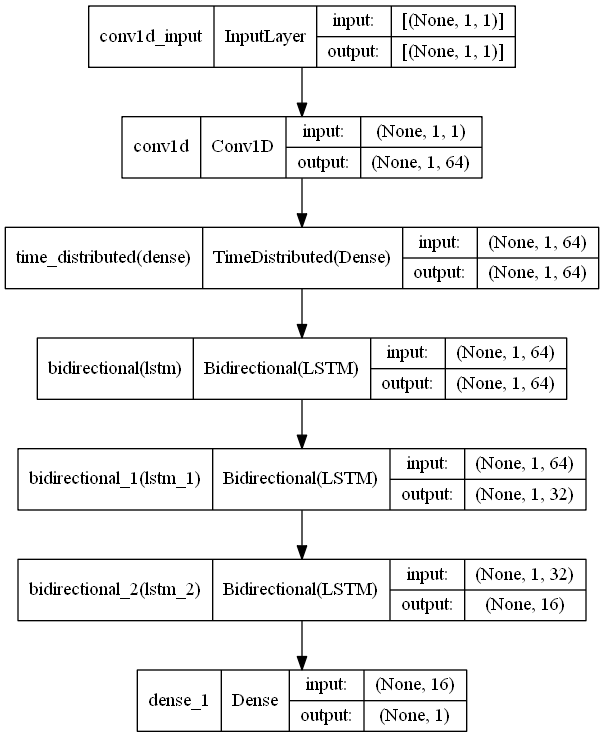 conv1d_input InputLayer input: [(None, 1, 1)]
output: [(None, 1, 1)]
conv1d Conv1D input: (None, 1, 1)
output: (None, 1, 64)
time_distributed(dense) TimeDistributed(Dense) input: (None, 1, 64)
output: (None, 1, 64)
bidirectional(lstm) Bidirectional(LSTM) input: (None, 1, 64)
output: (None, 1, 64)
bidirectional_1(lstm_1) Bidirectional(LSTM) input: (None, 1, 64)
output: (None, 1, 32)
bidirectional_2(lstm_2) Bidirectional(LSTM) input: (None, 1, 32)
output: (None, 16)
dense_1 Dense input: (None, 16)
output: (None, 1)